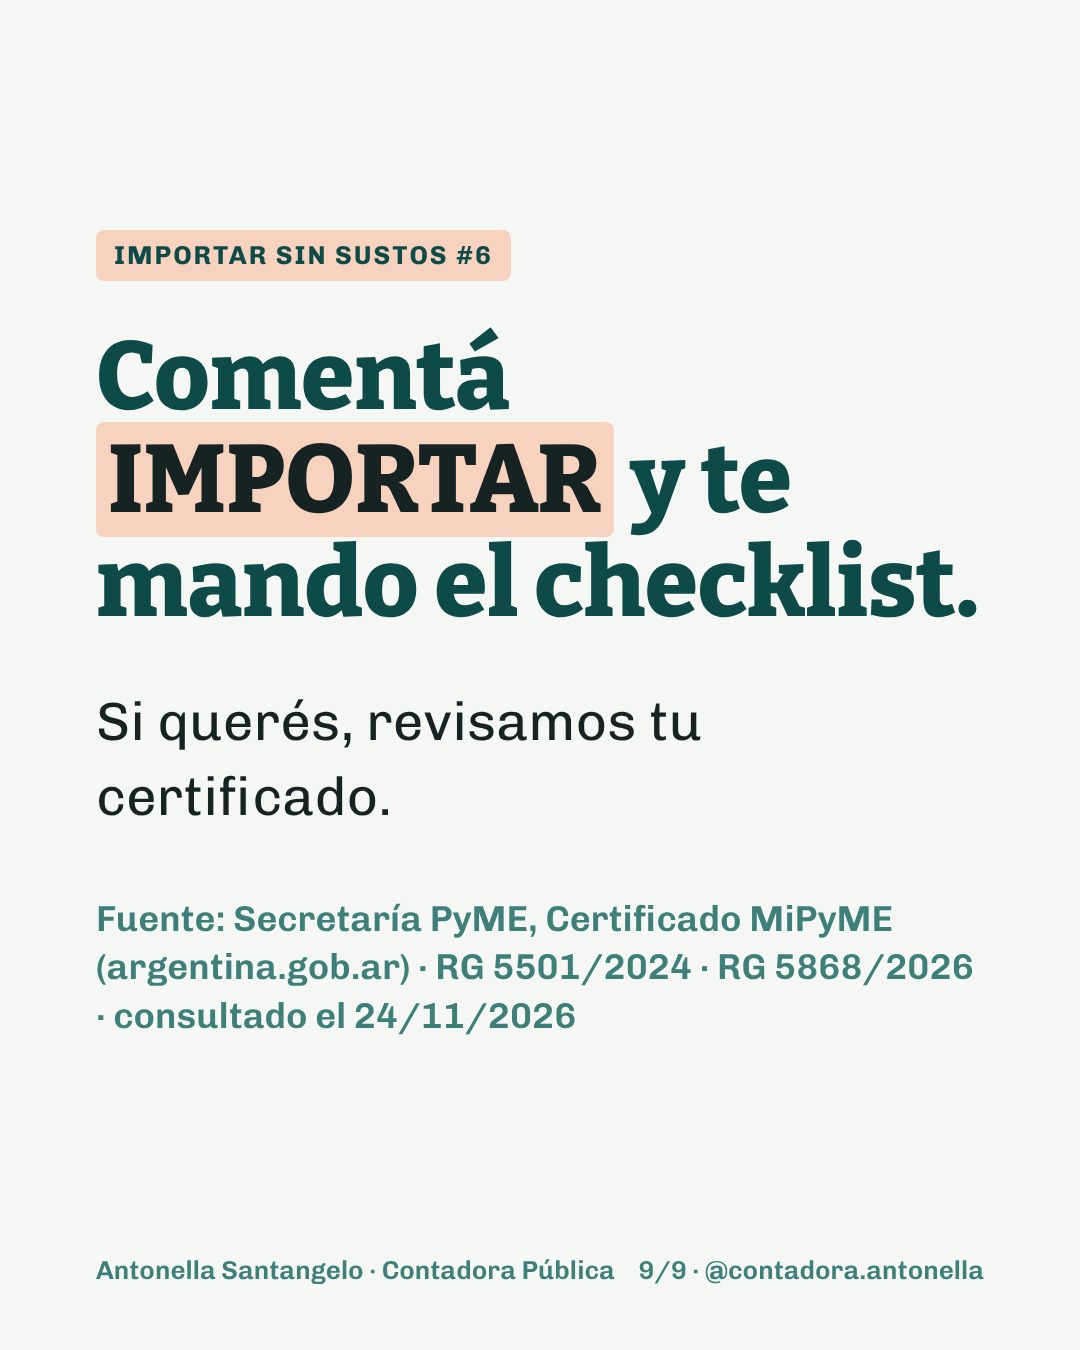 IMPORTAR SIN SUSTOS #6
Comentá
IMPORTAR y te
mando el checklist.
Si querés, revisamos tu
certificado.
Fuente: Secretaría PyME, Certificado MiPyME
(argentina.gob.ar) · RG 5501/2024 · RG 5868/2026
· consultado el 24/11/2026
Antonella Santangelo · Contadora Pública 9/9 · @contadora.antonella